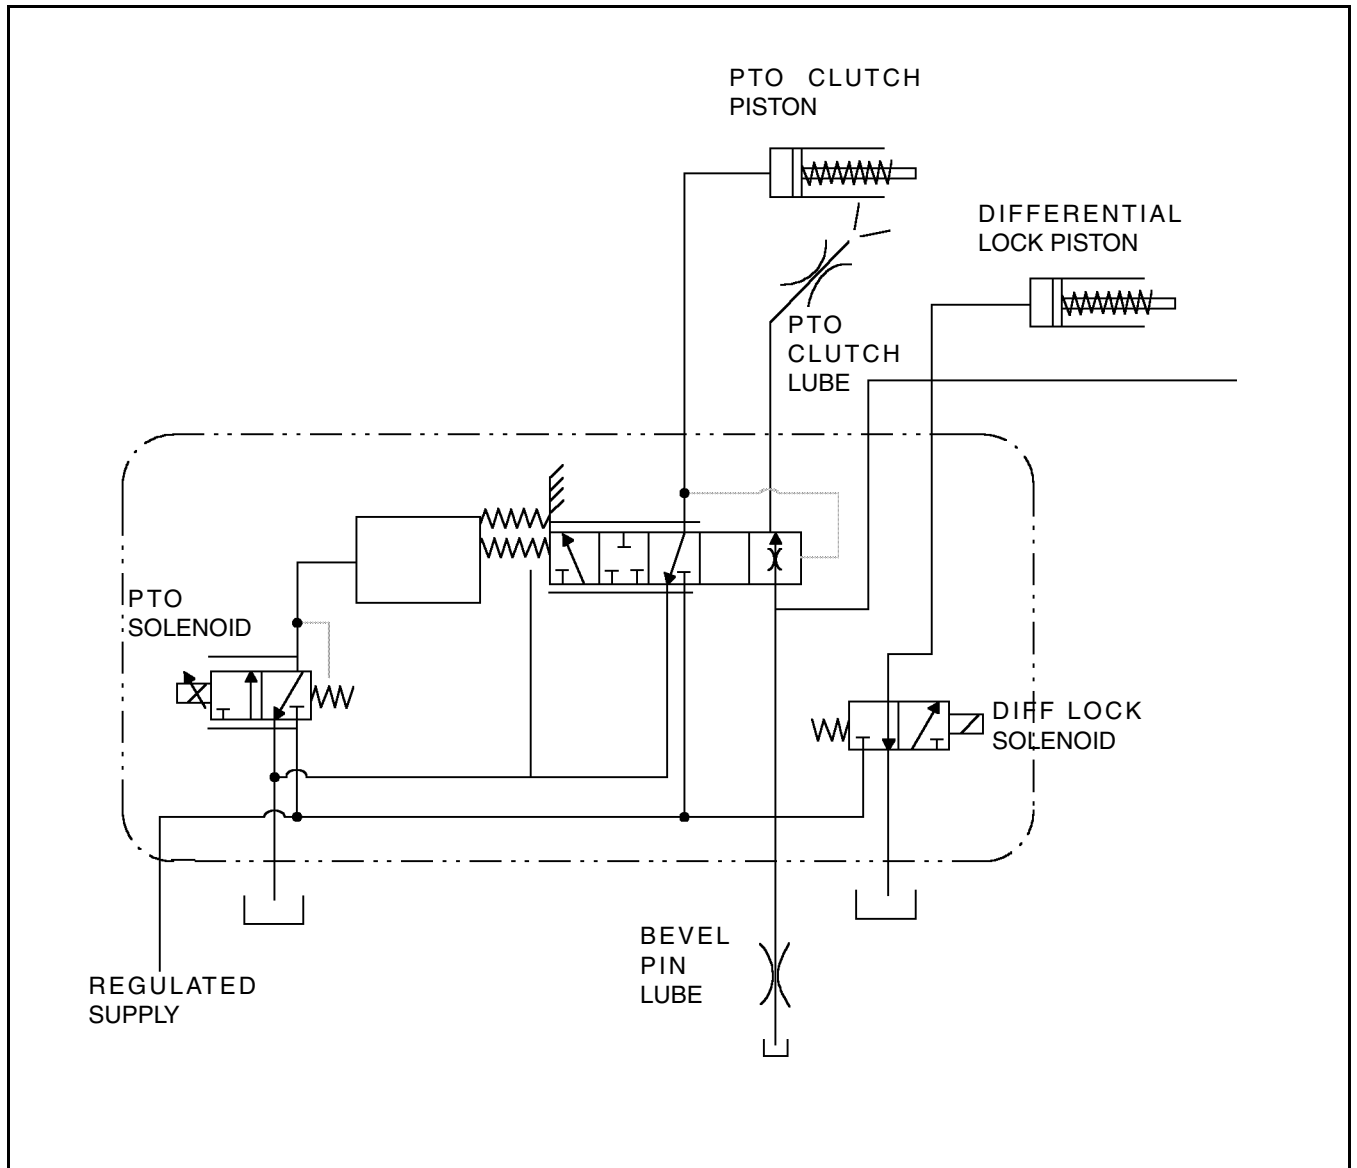 PTO CLUTCH
PISTON
DIFFERENTIAL
LOCK PISTON
PTO
CLUTCH
LUBE
PTO
SOLENOID
DIFF LOCK
SOLENOID
BEVEL
PIN
LUBE
REGULATED
SUPPLY